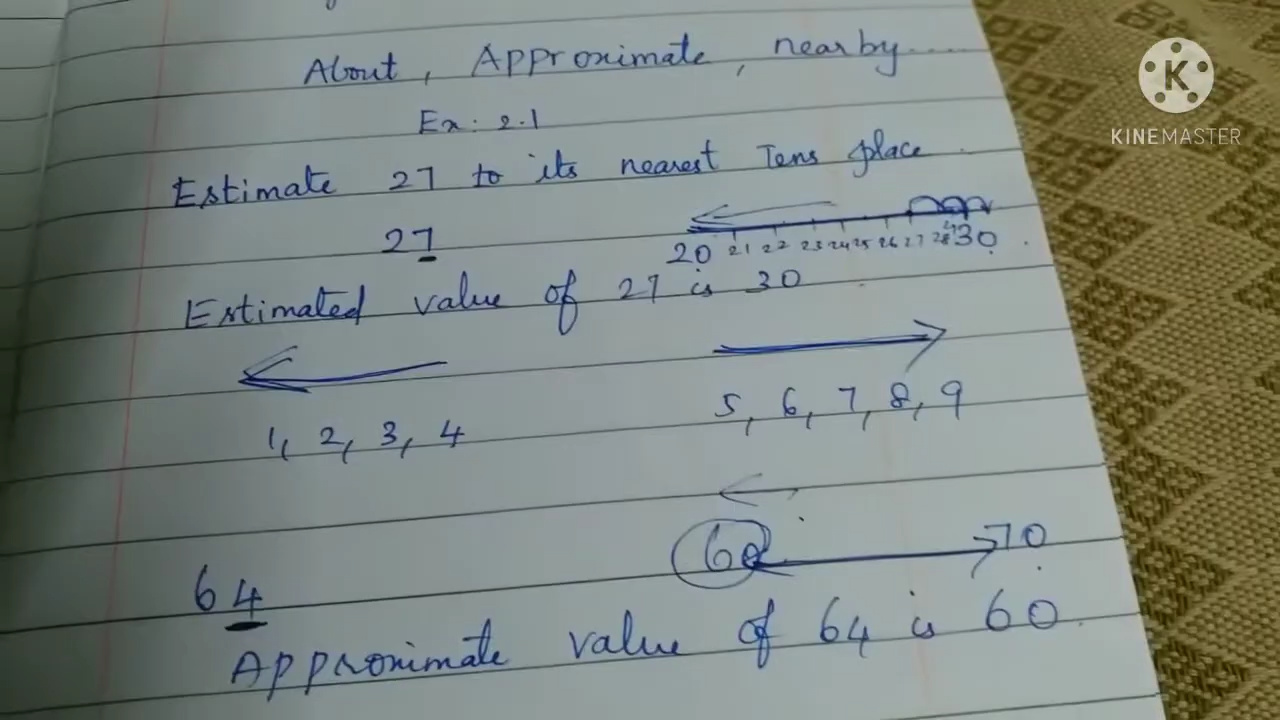 About, Approximate, nearby.....
K
KINEMASTER
Ex: 2.1
Estimate 27 to its nearest Tens place.
27
20 21 22 23 24 25 26 27 28 29 30.
Estimated value of 27 is 30
1, 2, 3, 4
5, 6, 7, 8, 9
60 70
64
Approximate value of 64 is 60.